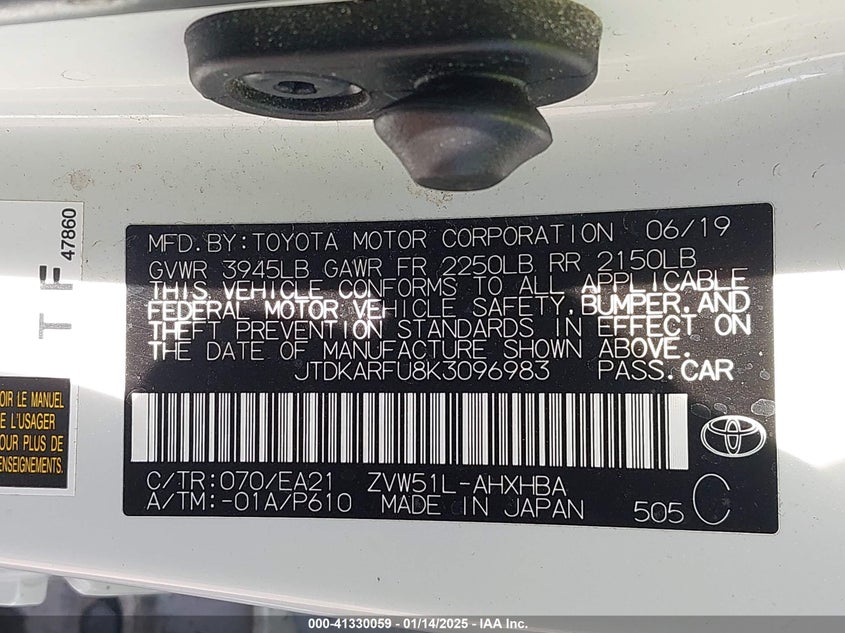 MFD. BY: TOYOTA MOTOR CORPORATION 06/19
GVWR 3945LB GAWR FR 2250LB RR 2150LB
THIS VEHICLE CONFORMS TO ALL APPLICABLE
FEDERAL MOTOR VEHICLE SAFETY, BUMPER, AND
THEFT PREVENTION STANDARDS IN EFFECT ON
THE DATE OF MANUFACTURE SHOWN ABOVE.
JTDKARFU8K3096983 PASS. CAR
C/TR: 070/EA21 ZVW51L-AHXHBA
A/TM: -01A/P610 MADE IN JAPAN 505 C
47860
T F
OIR LE MANUEL
E L'USAGER
OUR PLUS DE
ENSEIGNEMENTS.
000-41330059 - 01/14/2025 - IAA Inc.